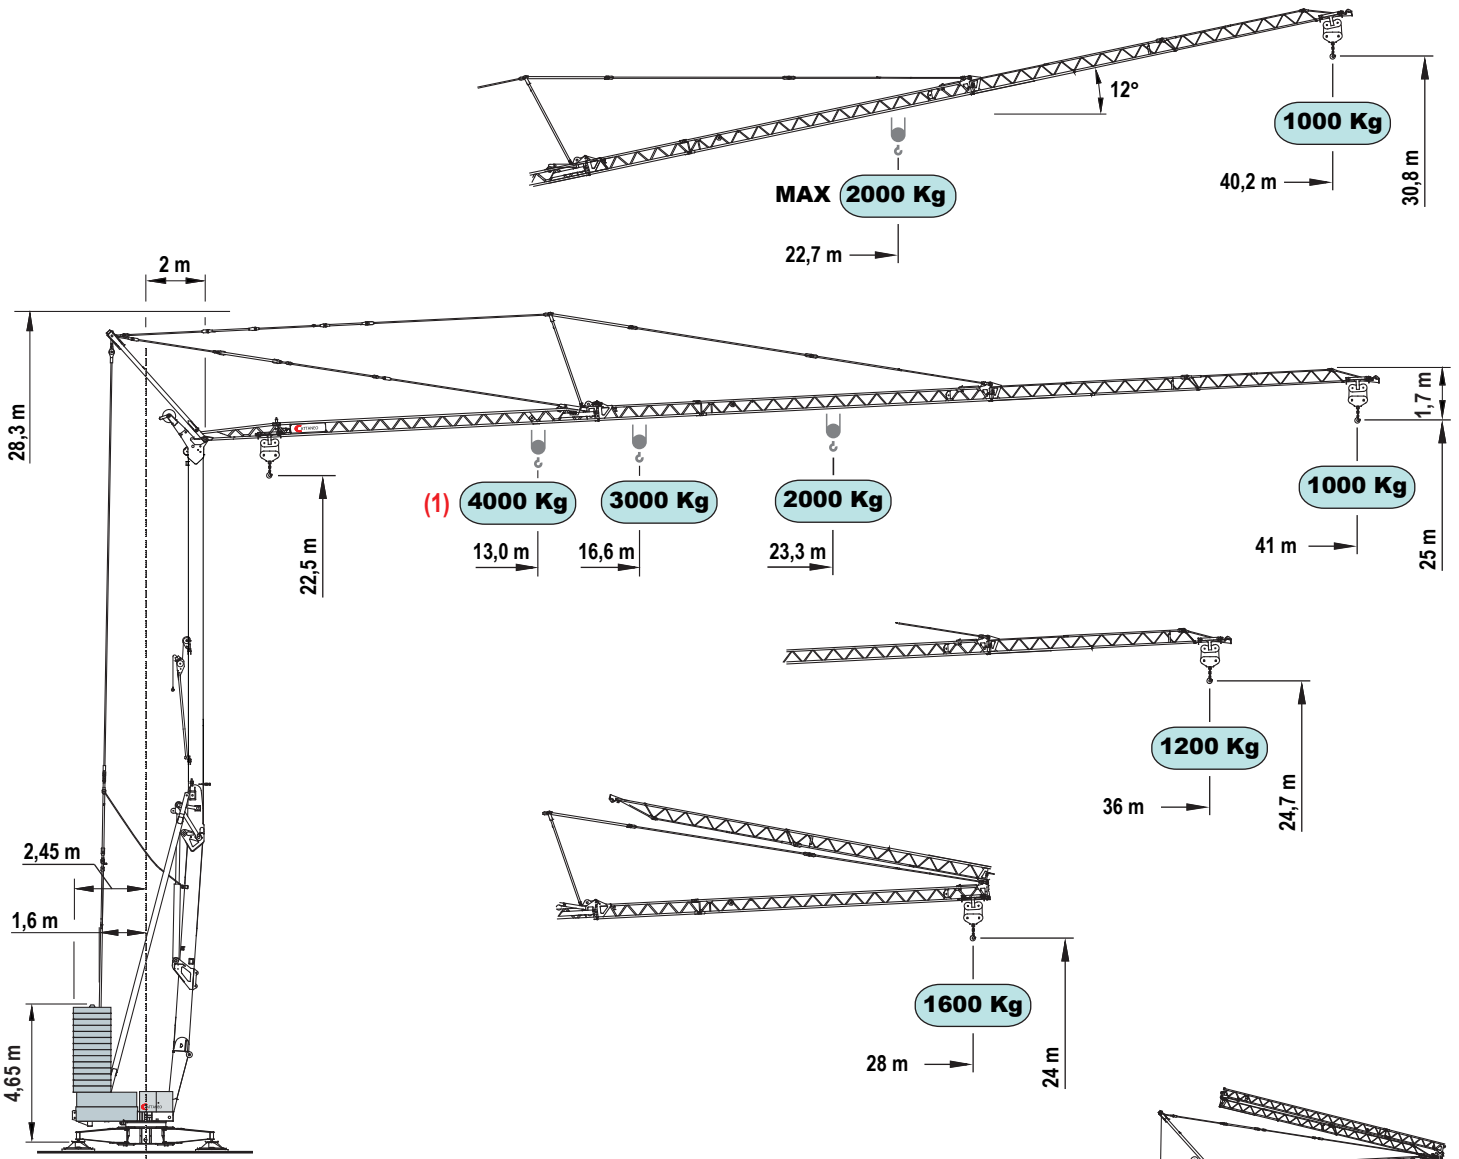 12°
1000 Kg
40,2 m
30,8 m
MAX 2000 Kg
22,7 m
2 m
28,3 m
1,7 m
(1) 4000 Kg 3000 Kg 2000 Kg 1000 Kg
13,0 m 16,6 m 23,3 m 41 m
22,5 m
25 m
1200 Kg
36 m
24,7 m
2,45 m
1,6 m
1600 Kg
28 m
24 m
4,65 m